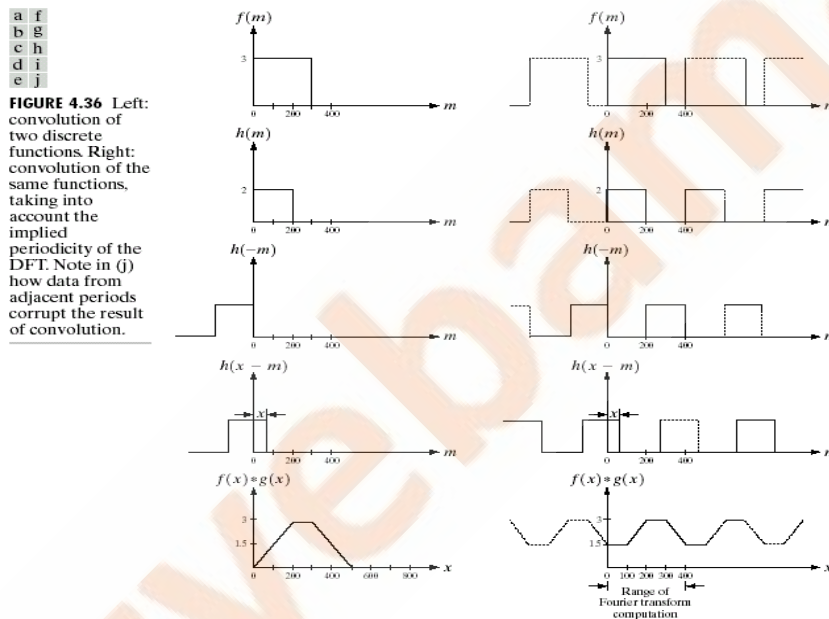 a f
b g
c h
d i
e j
FIGURE 4.36 Left:
convolution of
two discrete
functions. Right:
convolution of the
same functions,
taking into
account the
implied
periodicity of the
DFT. Note in (j)
how data from
adjacent periods
corrupt the result
of convolution.
f(m)
3
0 200 400
m
h(m)
2
0 200 400
m
h(−m)
0 200 400
m
h(x − m)
x
0 200 400
m
f(x)*g(x)
3
1.5
0 200 400 600 800
x
f(m)
3
0 200 400
h(m)
2
0 200 400
h(−m)
0 200 400
h(x − m)
x
0 200 400
f(x)*g(x)
3
1.5
0 100 200 300 400
Range of
Fourier transform
computation